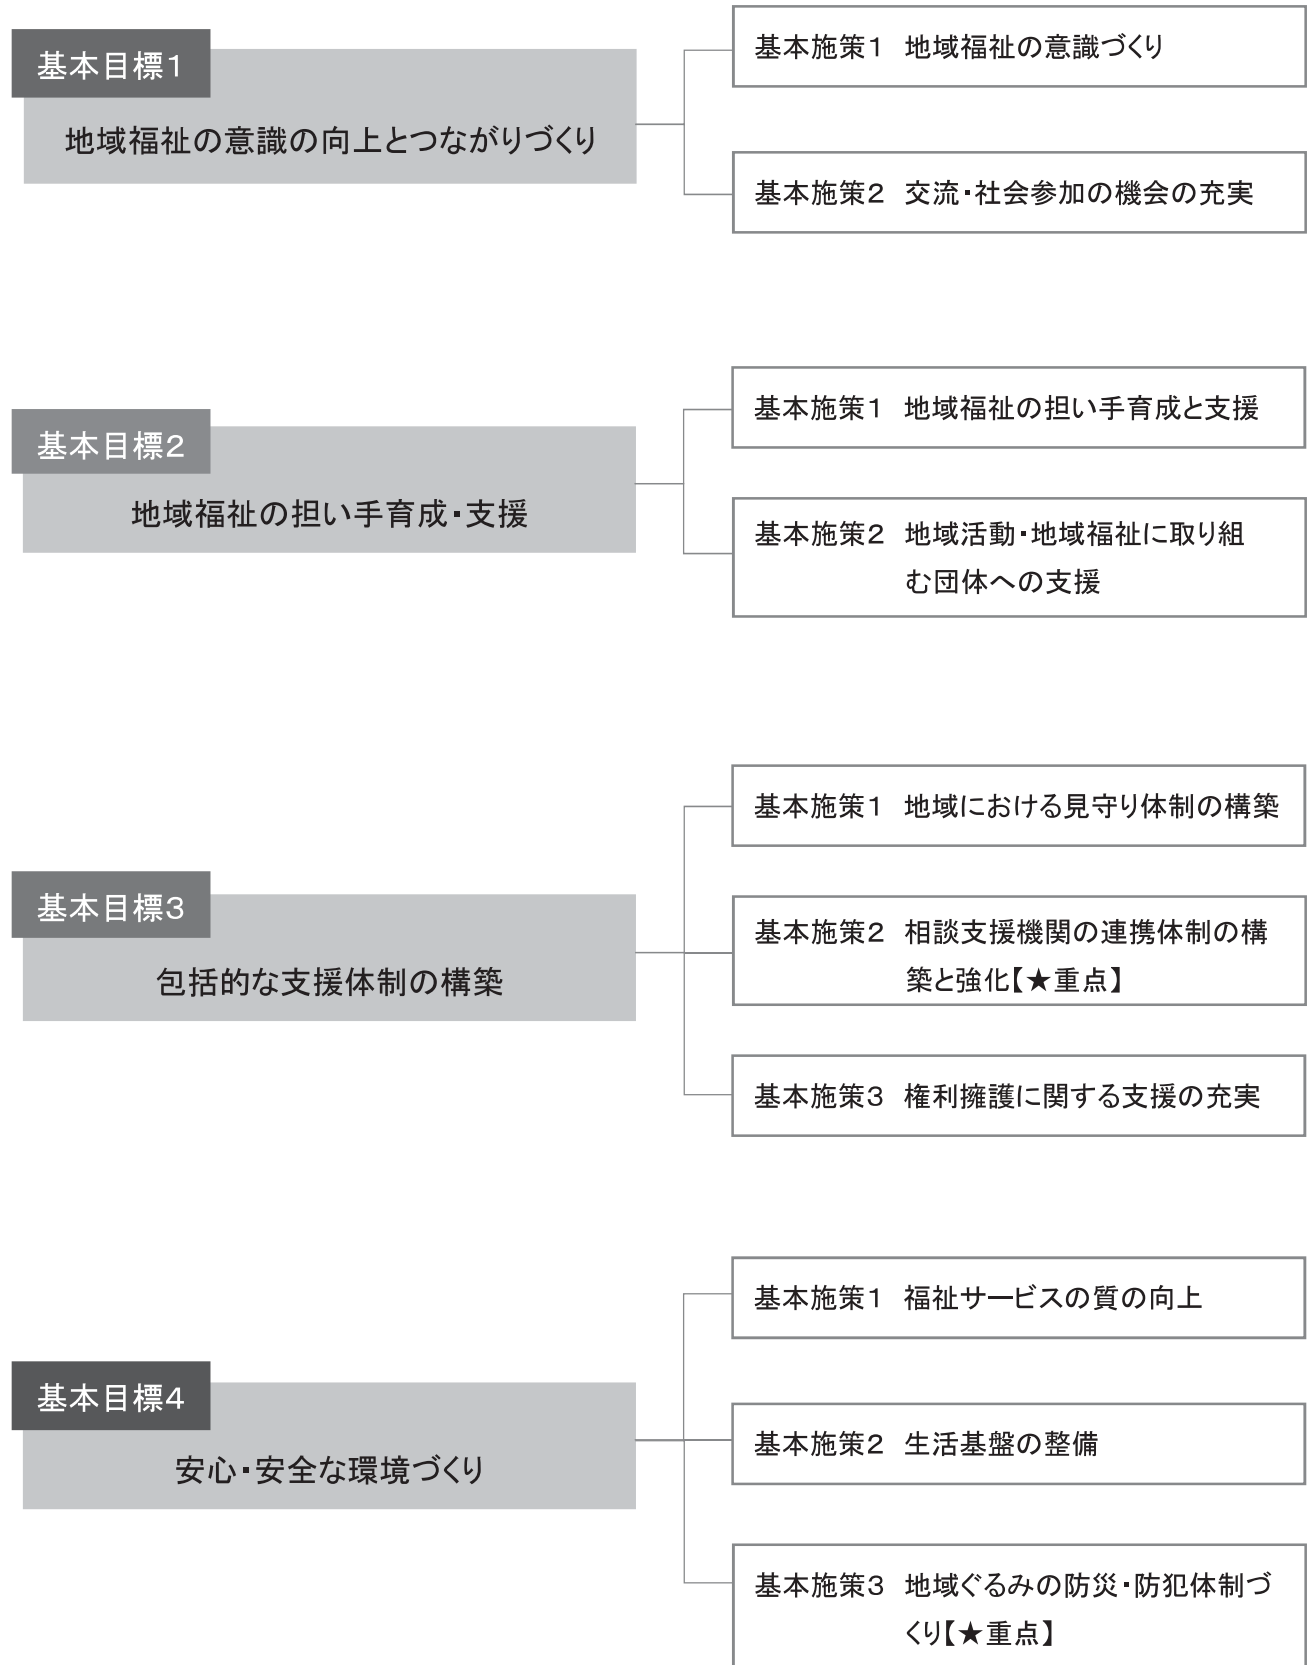 基本目標1
地域福祉の意識の向上とつながりづくり
基本施策1 地域福祉の意識づくり
基本施策2 交流・社会参加の機会の充実
基本目標2
地域福祉の担い手育成・支援
基本施策1 地域福祉の担い手育成と支援
基本施策2 地域活動・地域福祉に取り組
む団体への支援
基本目標3
包括的な支援体制の構築
基本施策1 地域における見守り体制の構築
基本施策2 相談支援機関の連携体制の構
築と強化【★重点】
基本施策3 権利擁護に関する支援の充実
基本目標4
安心・安全な環境づくり
基本施策1 福祉サービスの質の向上
基本施策2 生活基盤の整備
基本施策3 地域ぐるみの防災・防犯体制づ
くり【★重点】